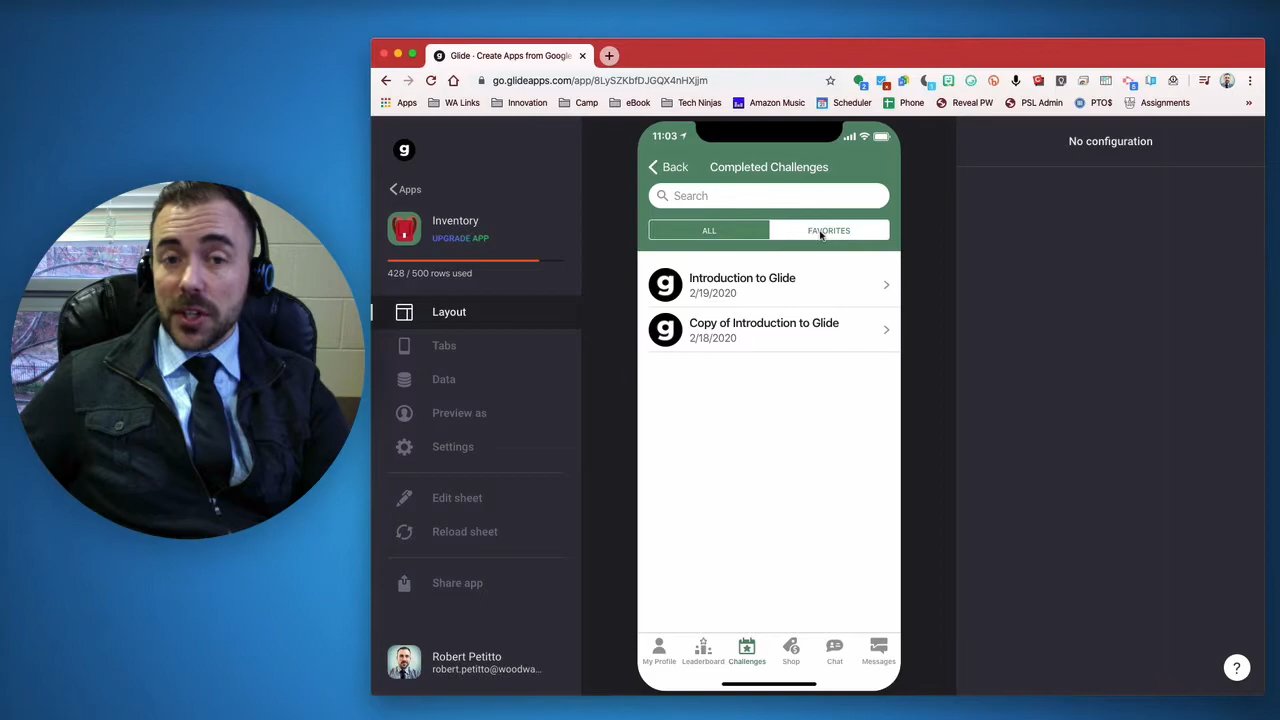 Glide · Create Apps from Google
go.glideapps.com/app/8LySZKbfDJGQX4nHXjjm
Apps
WA Links
Innovation
Camp
eBook
Tech Ninjas
Amazon Music
Scheduler
Phone
Reveal PW
PSL Admin
PTO$
Assignments
»
g
Apps
Inventory
UPGRADE APP
428 / 500 rows used
Layout
Tabs
Data
Preview as
Settings
Edit sheet
Reload sheet
Share app
Robert Petitto
robert.petitto@woodwa...
11:03
Back
Completed Challenges
Search
ALL
FAVORITES
g
Introduction to Glide
2/19/2020
g
Copy of Introduction to Glide
2/18/2020
My Profile
Leaderboard
Challenges
Shop
Chat
Messages
No configuration
?